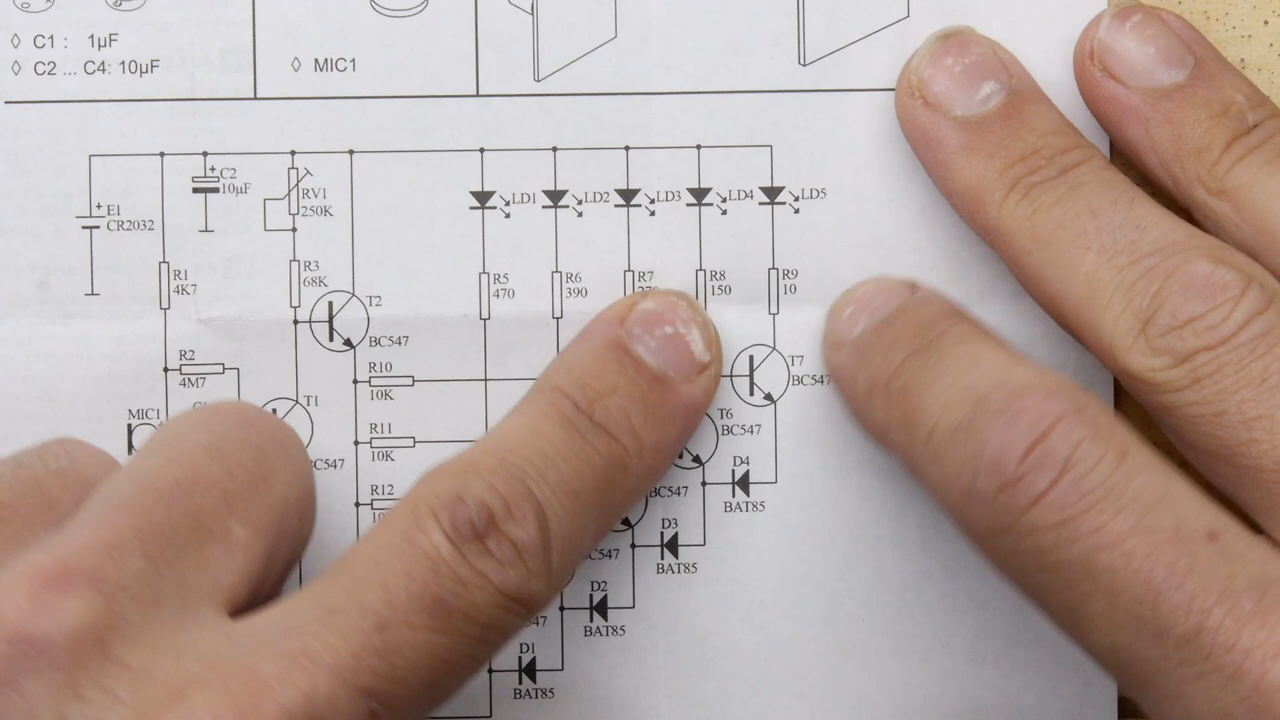 ◊ C1 : 1µF
◊ C2 ... C4: 10µF
◊ MIC1
C2
10µF
RV1
250K
E1
CR2032
LD1
LD2
LD3
LD4
LD5
R1
4K7
R3
68K
R5
470
R6
390
R7
R8
150
R9
10
T2
BC547
R2
4M7
R10
10K
T7
BC547
MIC1
T1
R11
10K
T6
BC547
D4
BAT85
R12
BC547
D3
BAT85
D2
BAT85
D1
BAT85